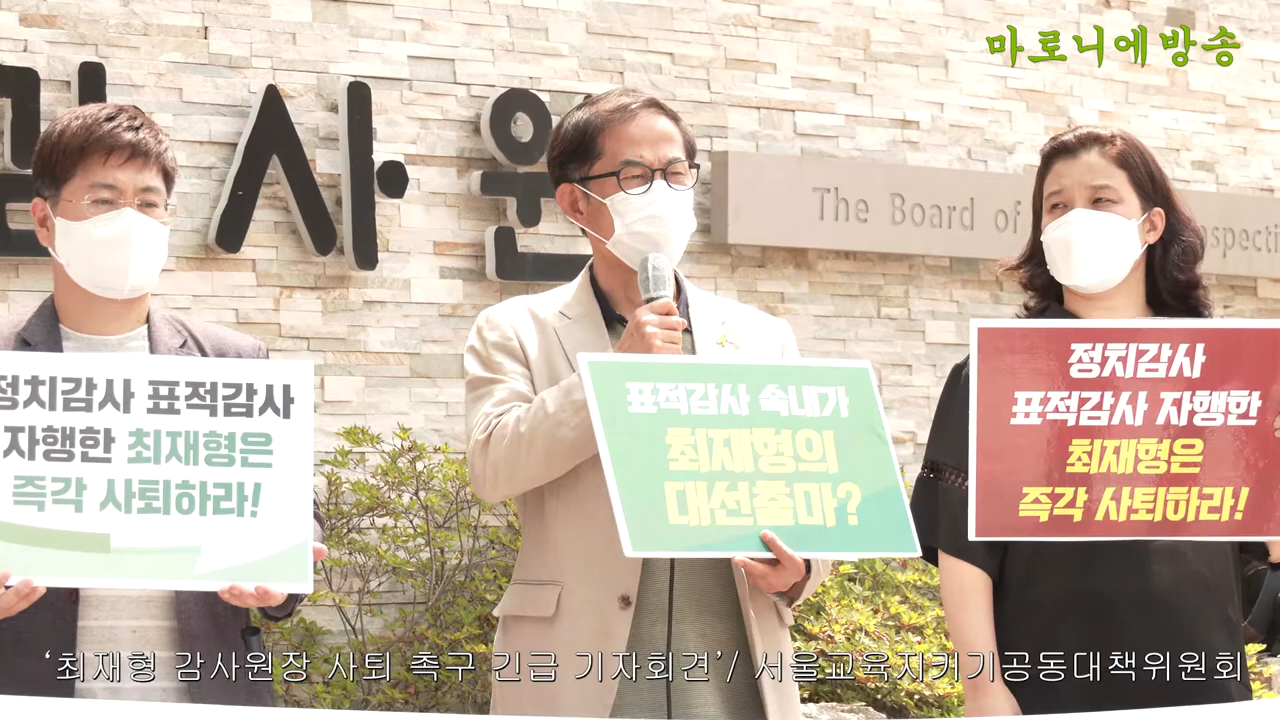 마로니에방송
감사원
The Board of
정치감사 표적감사
자행한 최재형은
즉각 사퇴하라!
표적감사 속내가
최재형의
대선출마?
정치감사
표적감사 자행한
최재형은
즉각 사퇴하라!
‘최재형 감사원장 사퇴 촉구 긴급 기자회견’/ 서울교육지키기공동대책위원회